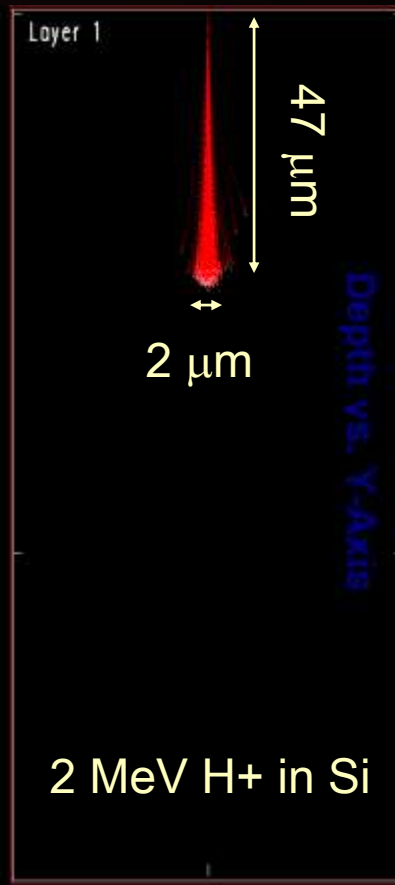 Layer 1
47 μm
2 μm
Depth vs. Y-Axis
2 MeV H+ in Si